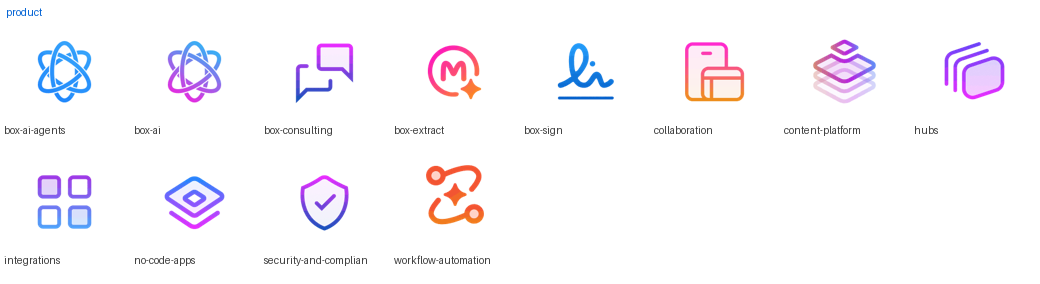 product
box-ai-agents
box-ai
box-consulting
box-extract
box-sign
collaboration
content-platform
hubs
integrations
no-code-apps
security-and-complian
workflow-automation